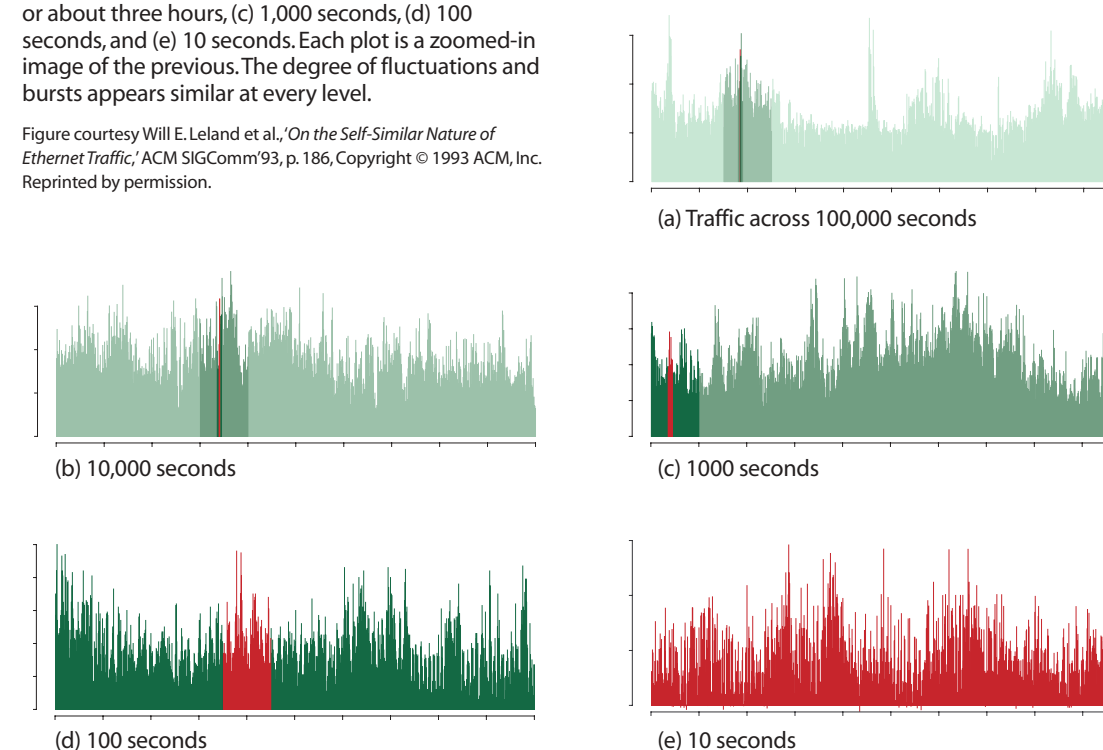 or about three hours, (c) 1,000 seconds, (d) 100
seconds, and (e) 10 seconds. Each plot is a zoomed-in
image of the previous. The degree of fluctuations and
bursts appears similar at every level.
Figure courtesy Will E. Leland et al., ‘On the Self-Similar Nature of
Ethernet Traffic,’ ACM SIGComm’93, p. 186, Copyright © 1993 ACM, Inc.
Reprinted by permission.
(a) Traffic across 100,000 seconds
(b) 10,000 seconds
(c) 1000 seconds
(d) 100 seconds
(e) 10 seconds